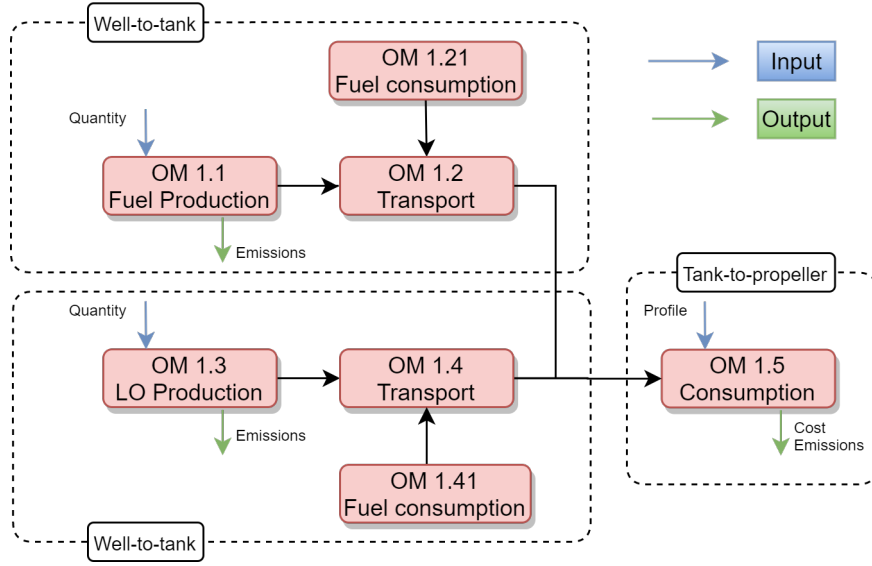 Well-to-tank
OM 1.21
Fuel consumption
Input
Output
Quantity
OM 1.1
Fuel Production
OM 1.2
Transport
Emissions
Tank-to-propeller
Quantity
Profile
OM 1.3
LO Production
OM 1.4
Transport
OM 1.5
Consumption
Emissions
Cost
Emissions
OM 1.41
Fuel consumption
Well-to-tank